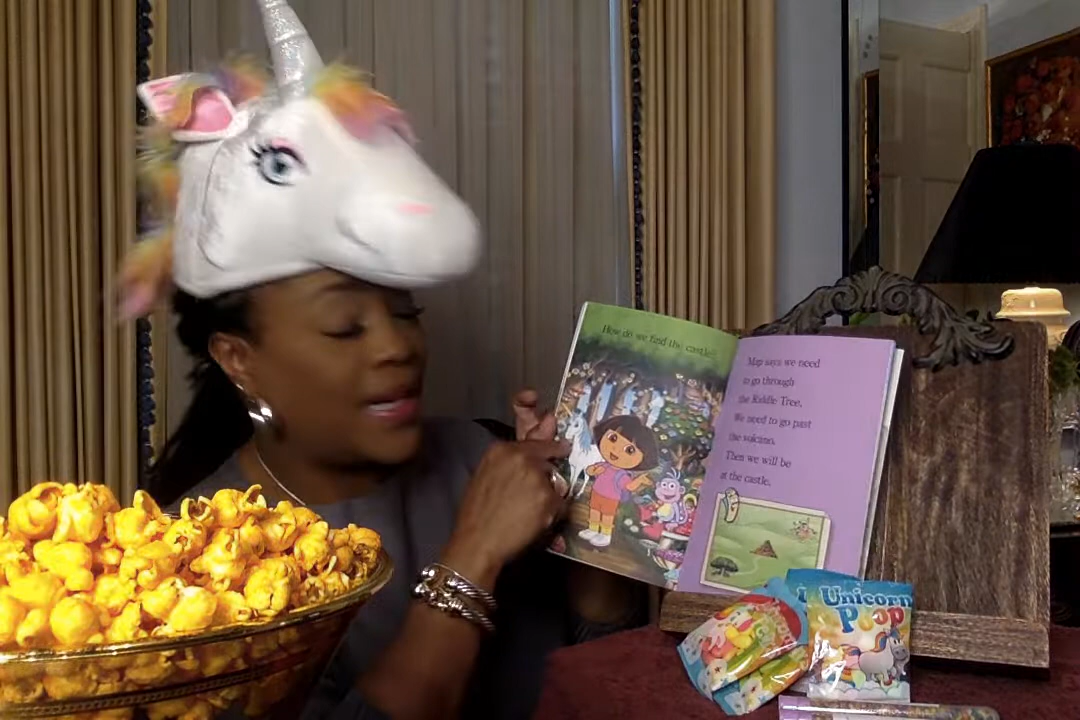 How do we find the castle?
Map says we need
to go through
the Riddle Tree.
We need to go past
the volcano.
Then we will be
at the castle.
Unicorn
Poop